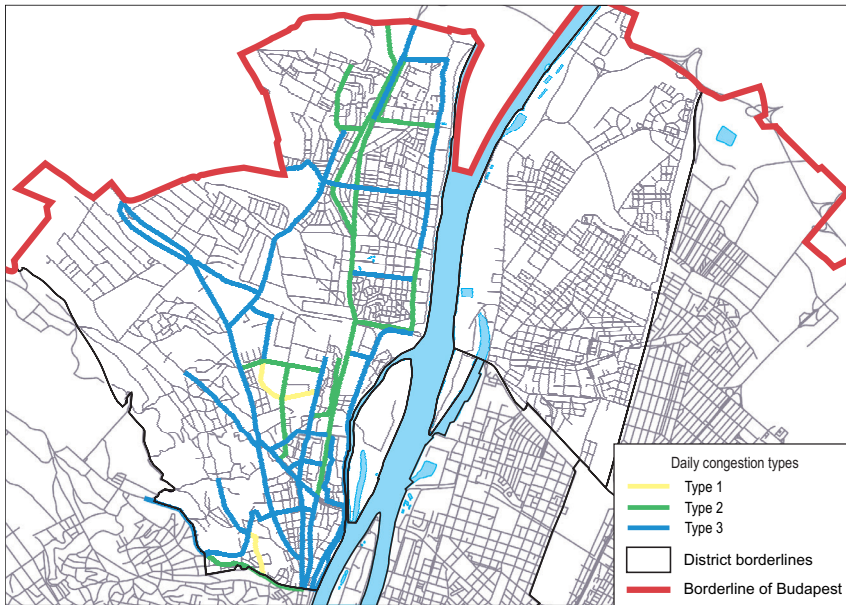 Daily congestion types
Type 1
Type 2
Type 3
District borderlines
Borderline of Budapest